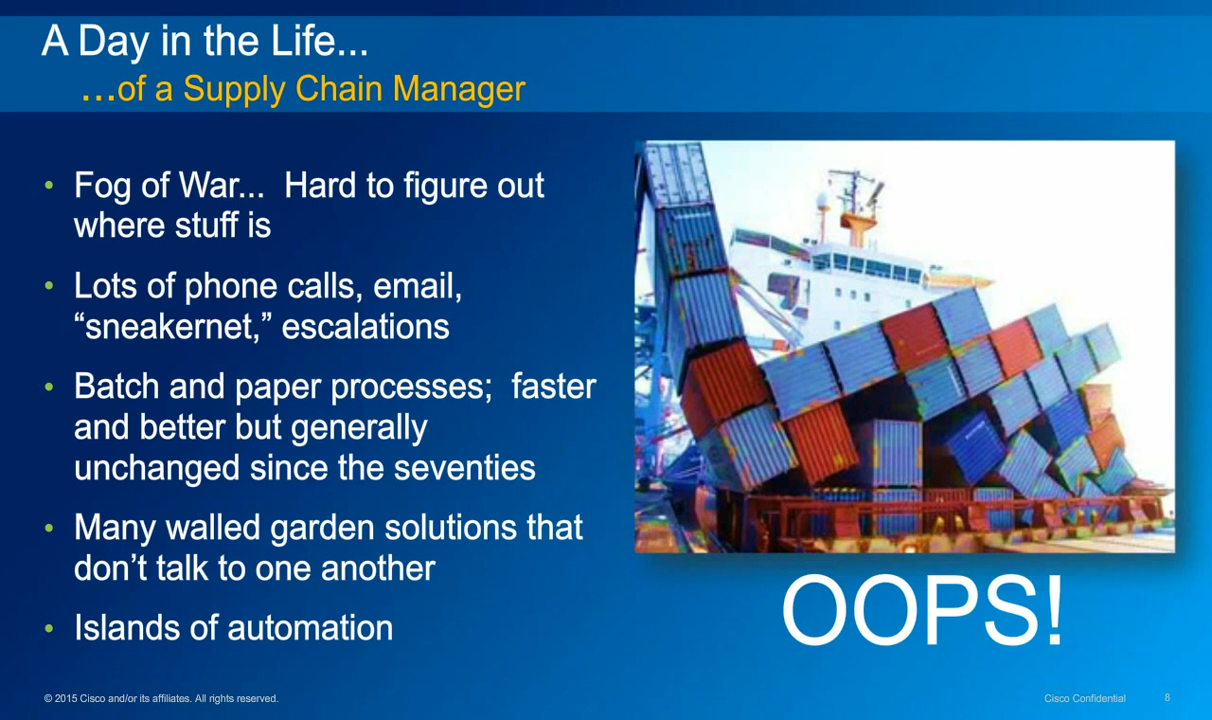 A Day in the Life...
...of a Supply Chain Manager
• Fog of War...  Hard to figure out
where stuff is
• Lots of phone calls, email,
“sneakernet,” escalations
• Batch and paper processes;  faster
and better but generally
unchanged since the seventies
• Many walled garden solutions that
don’t talk to one another
• Islands of automation
OOPS!
© 2015 Cisco and/or its affiliates. All rights reserved.
Cisco Confidential
8